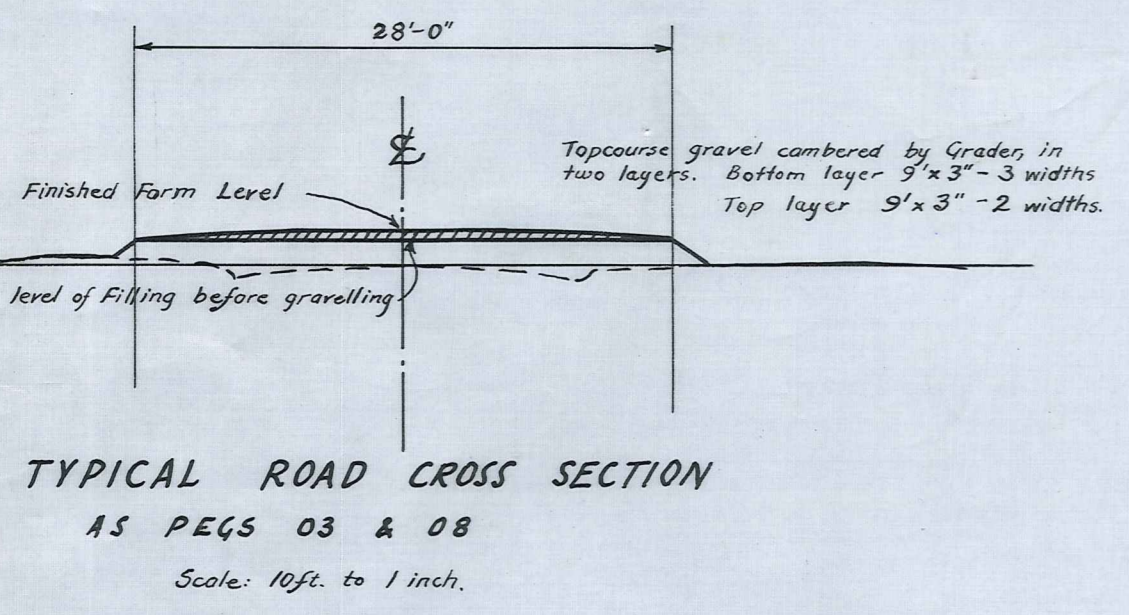 28'-0"
℄
Topcourse gravel cambered by Grader, in
two layers. Bottom layer 9'x 3" - 3 widths
Top layer 9'x 3" - 2 widths.
Finished Form Level
level of Filling before gravelling
TYPICAL ROAD CROSS SECTION
AS PEGS 03 & 08
Scale: 10ft. to 1 inch.